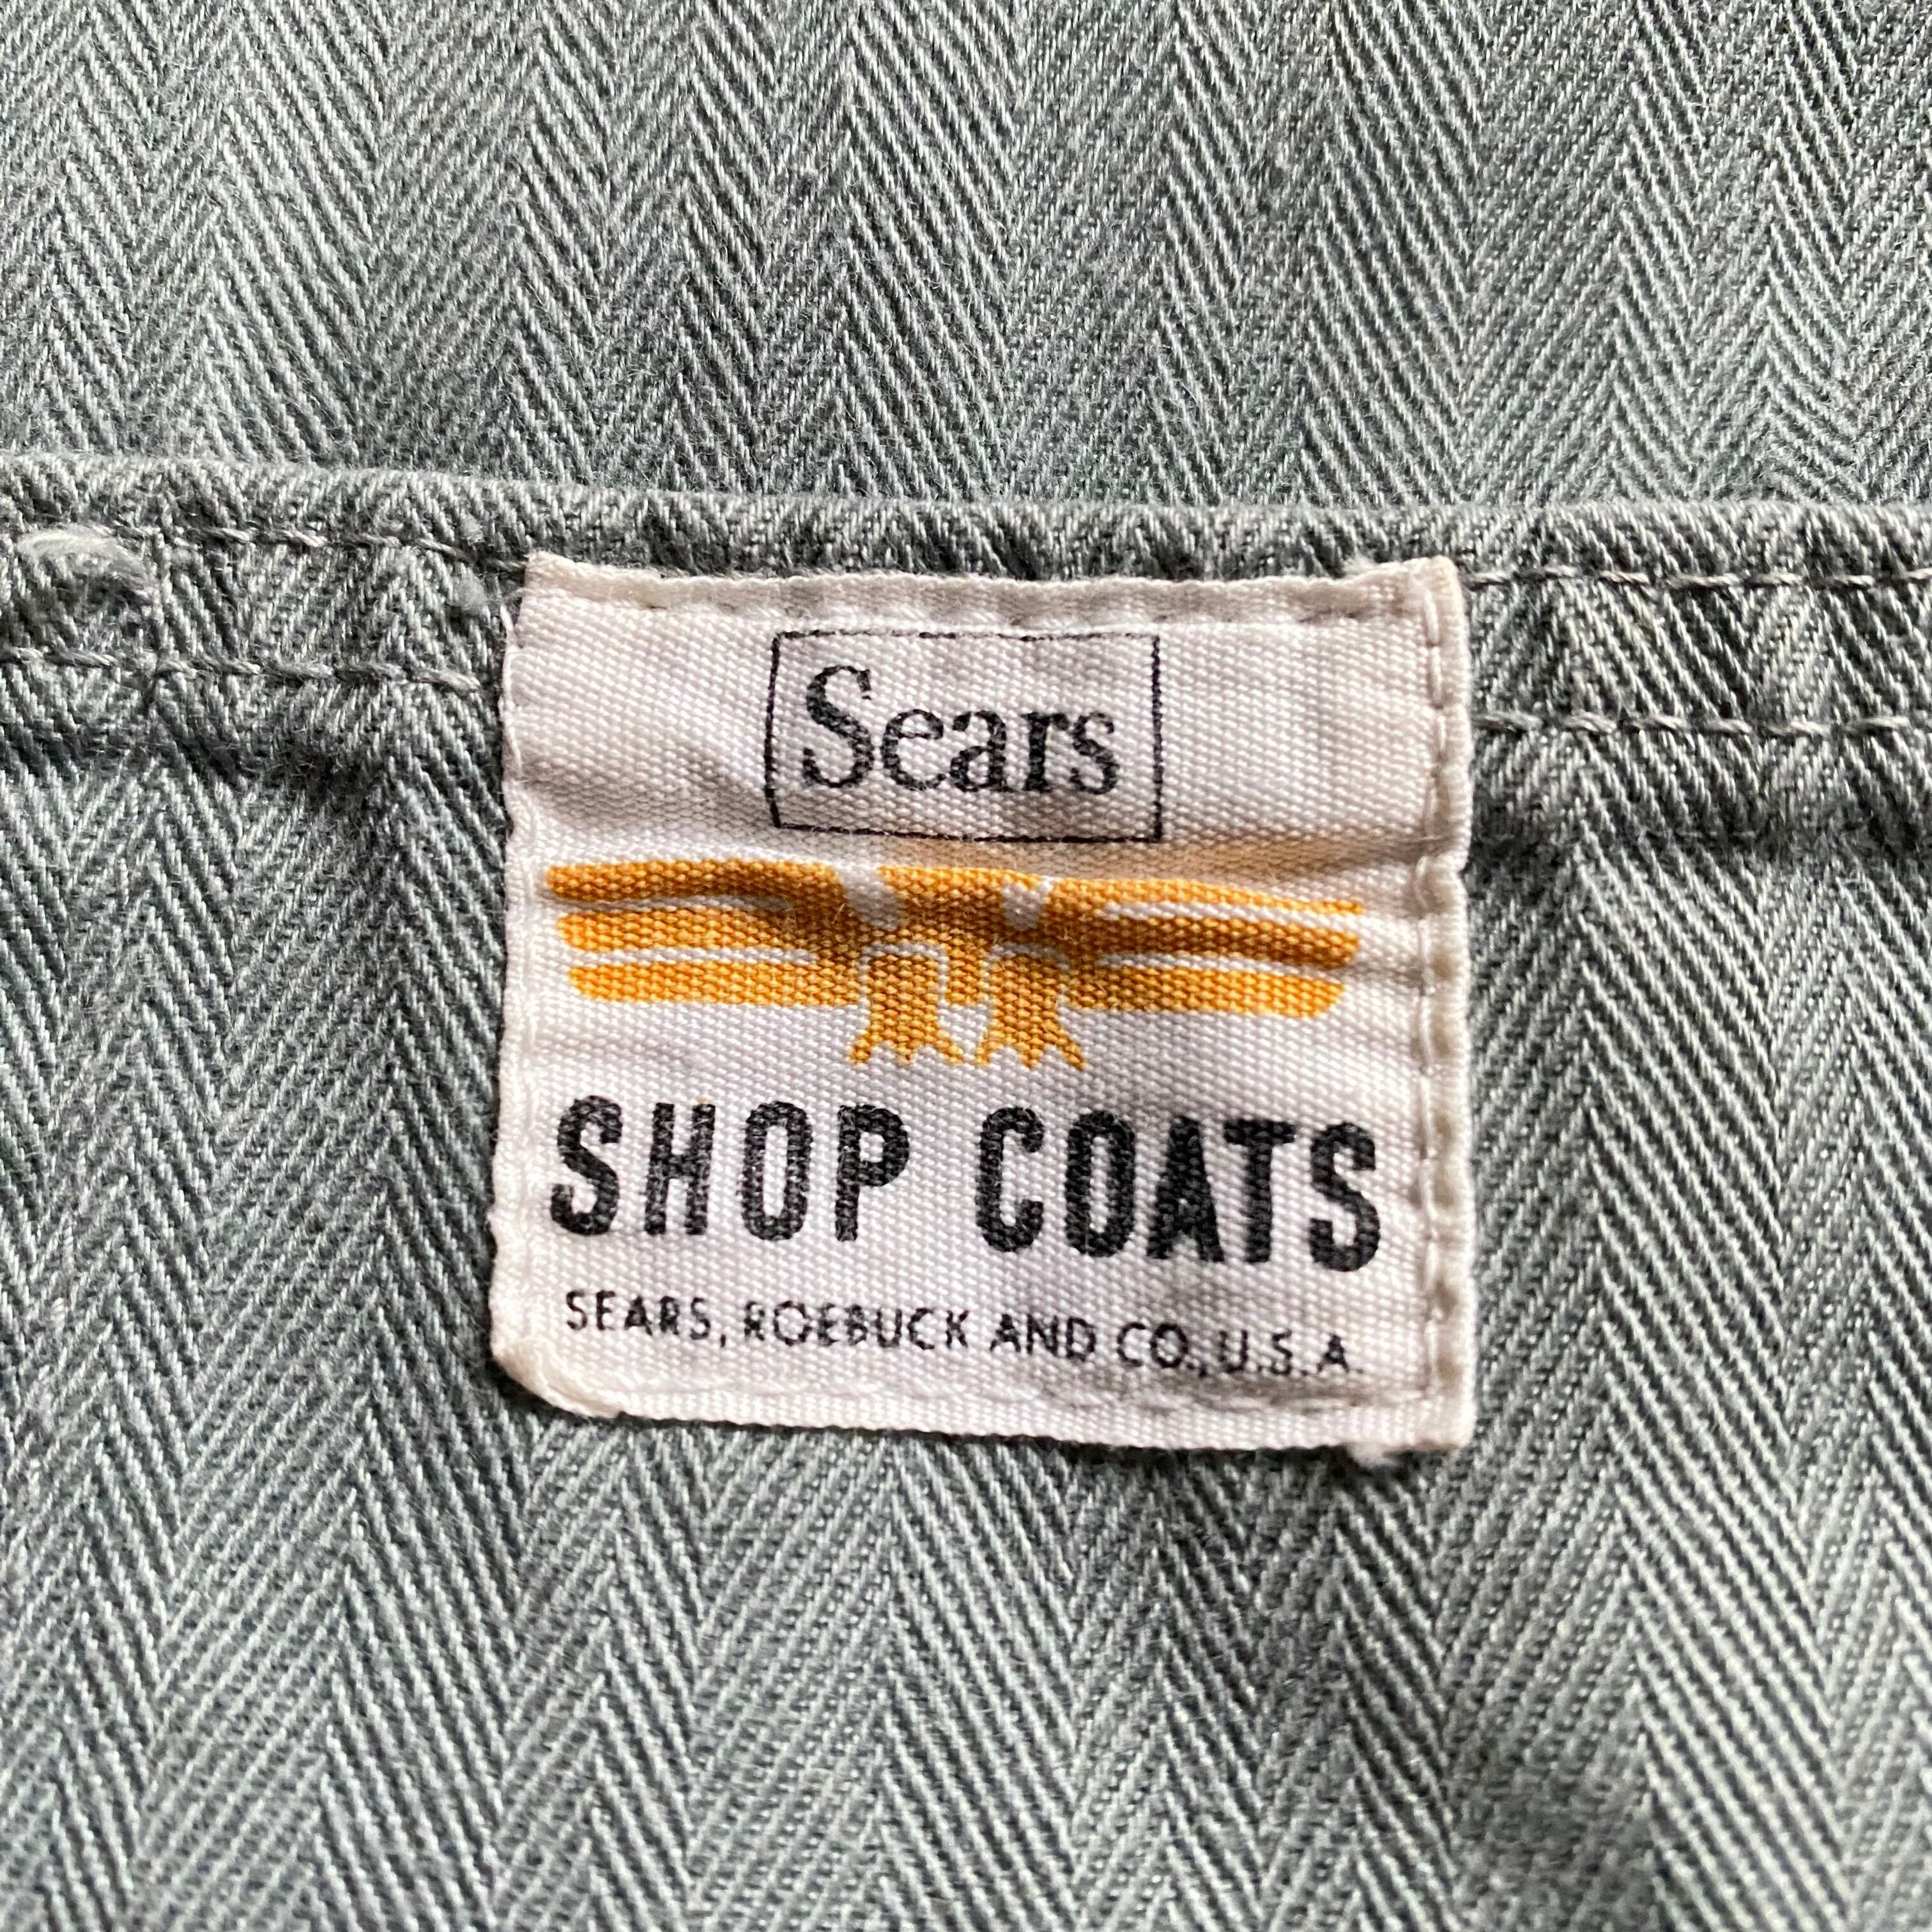 Sears
SHOP COATS
SEARS, ROEBUCK AND CO., U.S.A